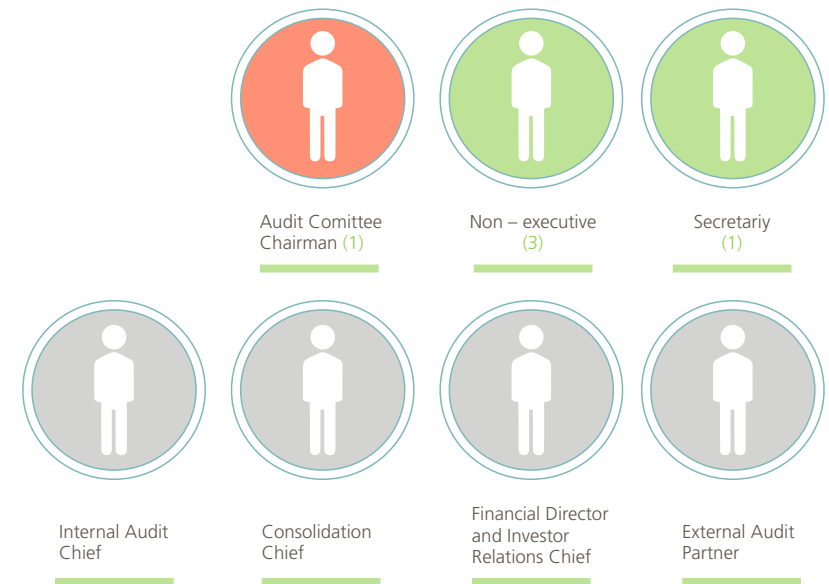 Audit Comittee
Chairman (1)
Non – executive
(3)
Secretariy
(1)
Internal Audit
Chief
Consolidation
Chief
Financial Director
and Investor
Relations Chief
External Audit
Partner